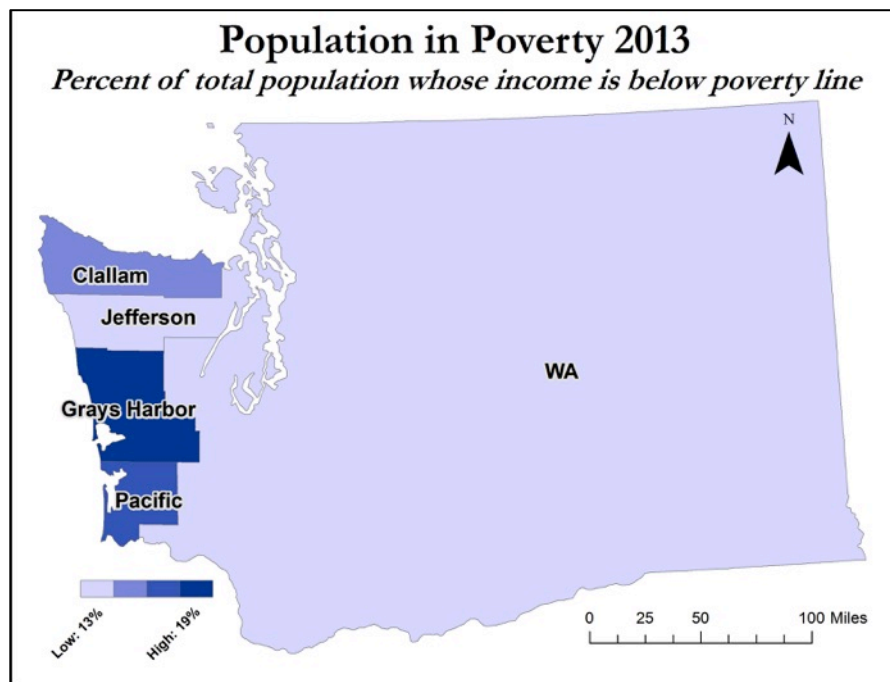 Population in Poverty 2013
Percent of total population whose income is below poverty line
N
Clallam
Jefferson
WA
Grays Harbor
Pacific
Low: 13%
High: 19%
0 25 50 100 Miles